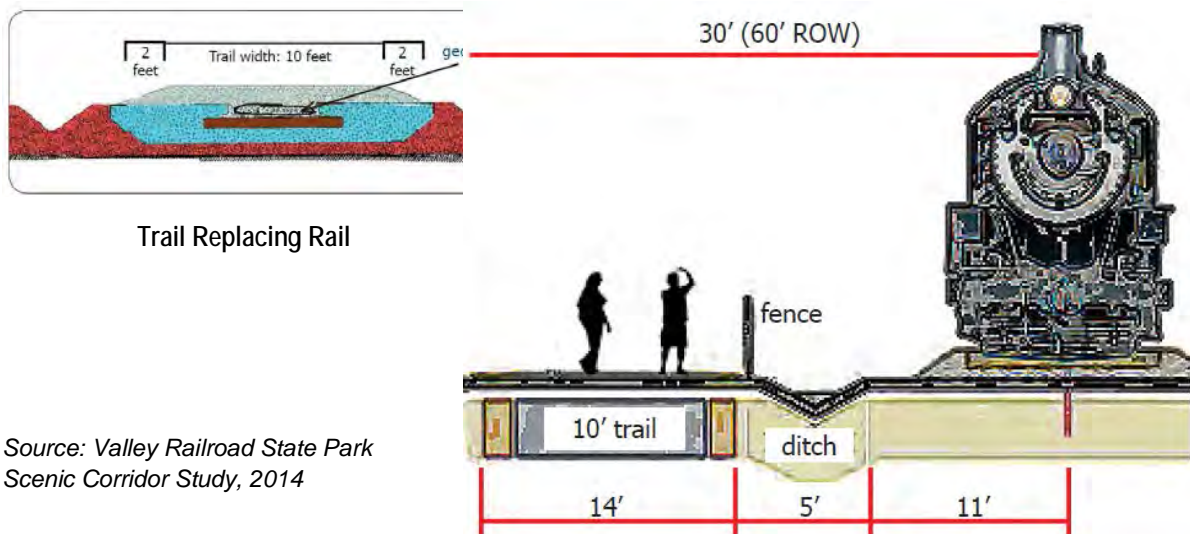 2
feet
Trail width: 10 feet
2
feet
Trail Replacing Rail
Source: Valley Railroad State Park
Scenic Corridor Study, 2014
30' (60' ROW)
fence
10' trail
ditch
14'
5'
11'